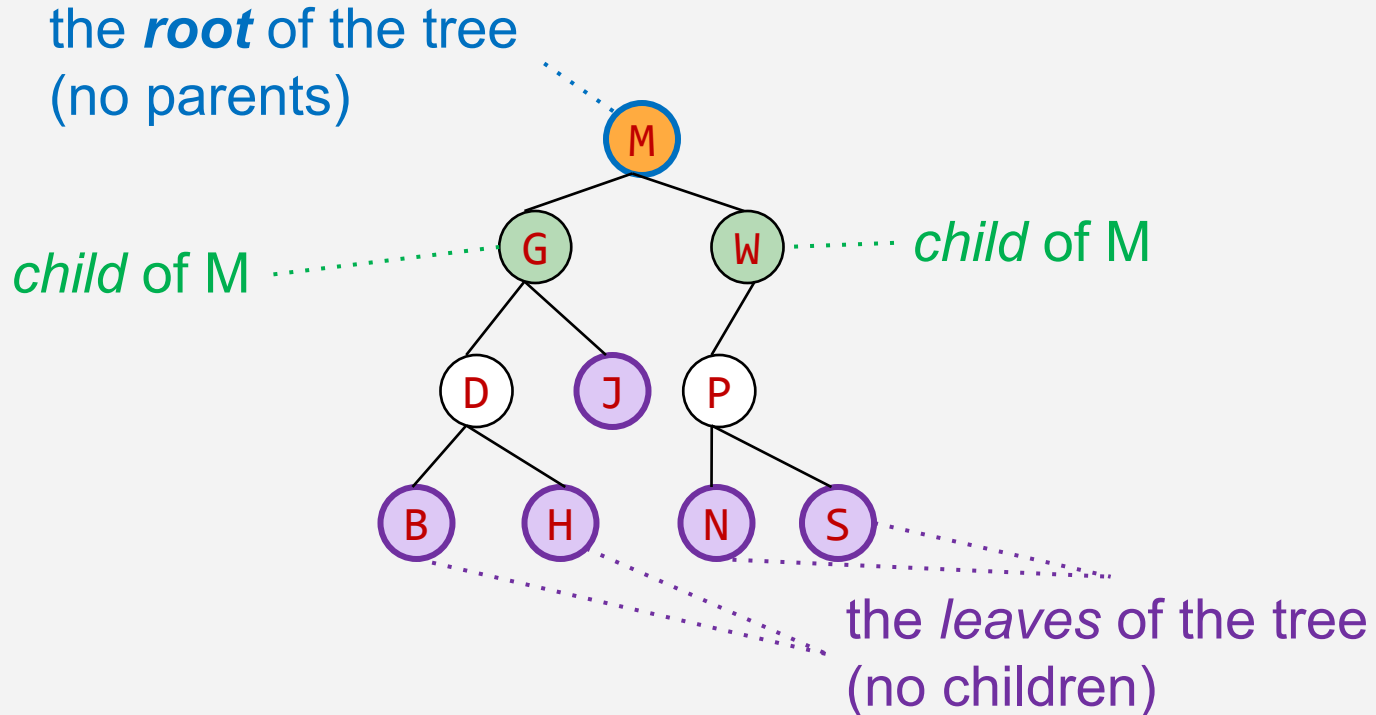 the root of the tree
(no parents)
M
G
W
child of M
child of M
D
J
P
B
H
N
S
the leaves of the tree
(no children)